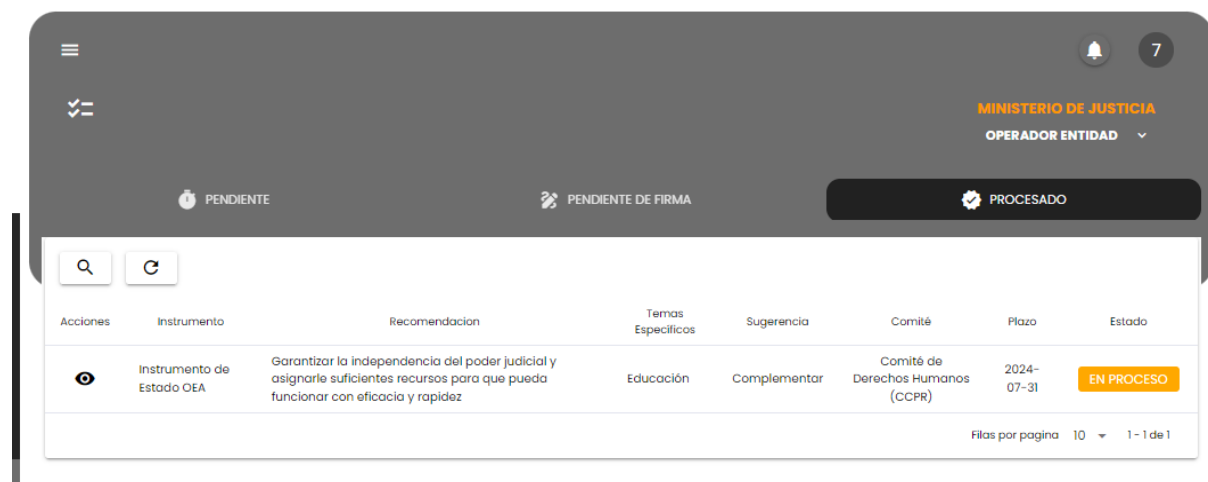 7
MINISTERIO DE JUSTICIA
OPERADOR ENTIDAD
PENDIENTE
PENDIENTE DE FIRMA
PROCESADO
Acciones
Instrumento
Recomendacion
Temas
Especificos
Sugerencia
Comité
Plazo
Estado
Instrumento de
Estado OEA
Garantizar la independencia del poder judicial y
asignarle suficientes recursos para que pueda
funcionar con eficacia y rapidez
Educación
Complementar
Comité de
Derechos Humanos
(CCPR)
2024-
07-31
EN PROCESO
Filas por pagina
10
1-1 de 1